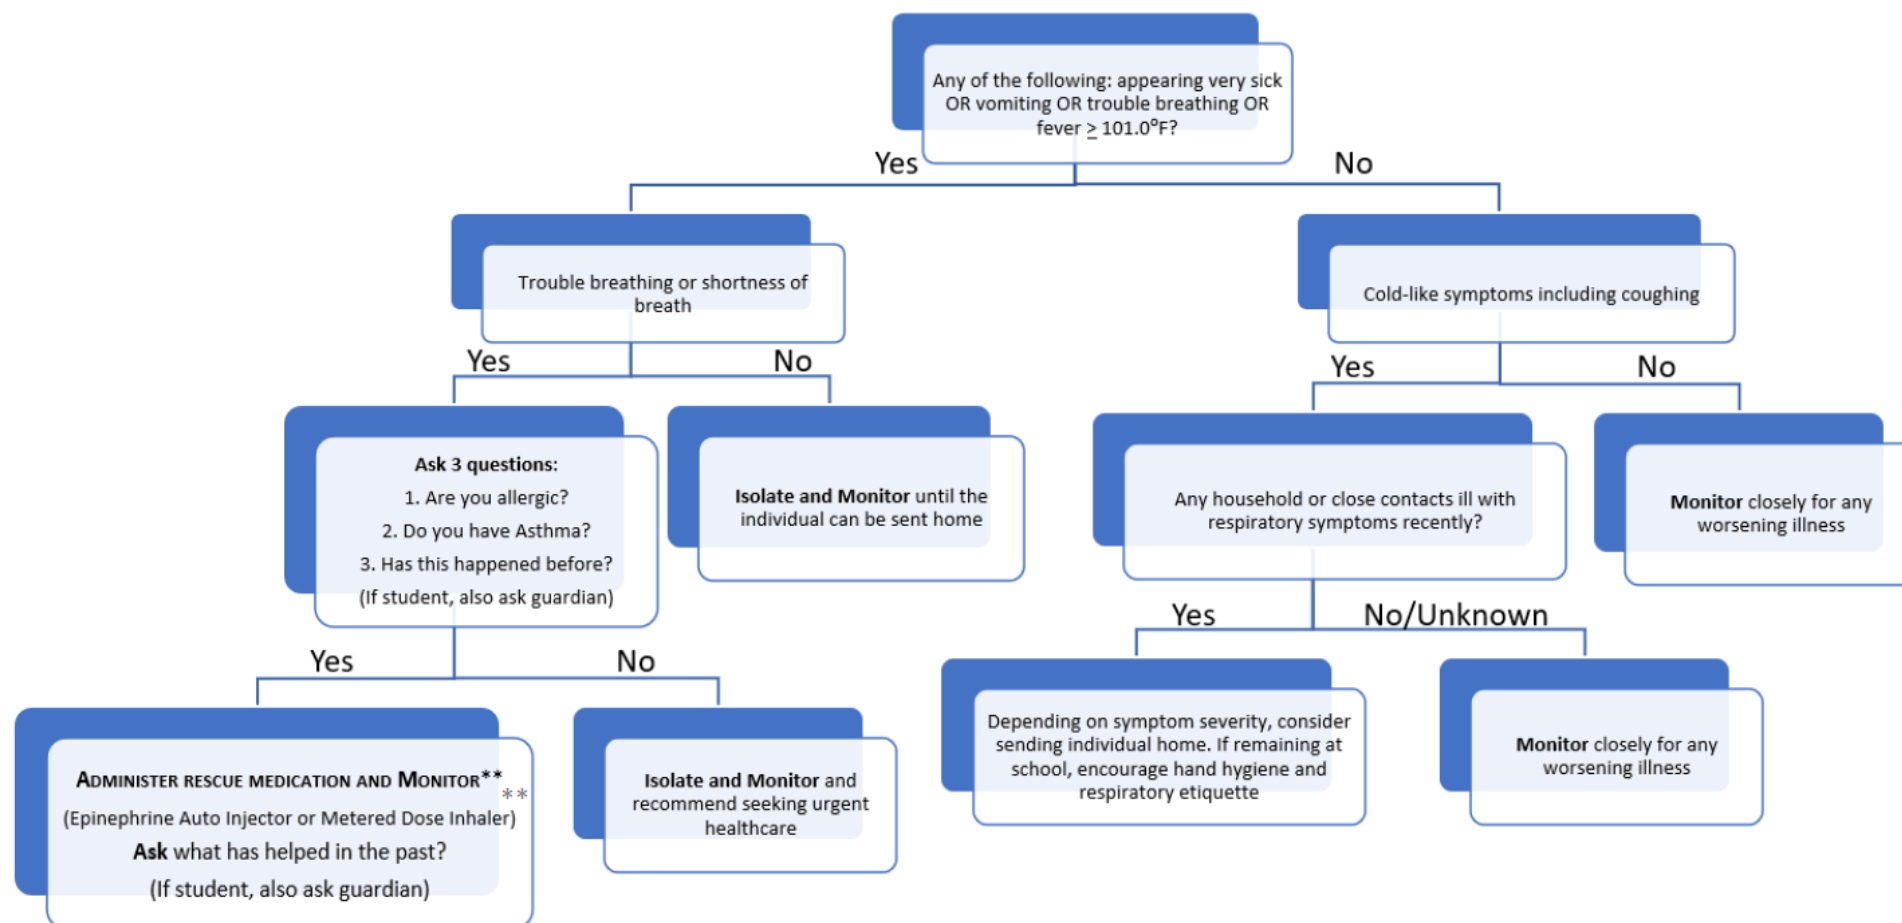 Any of the following: appearing very sick
OR vomiting OR trouble breathing OR
fever ≥ 101.0⁰F?
Yes
No
Trouble breathing or shortness of
breath
Cold-like symptoms including coughing
Yes
No
Yes
No
Ask 3 questions:
1. Are you allergic?
2. Do you have Asthma?
3. Has this happened before?
(If student, also ask guardian)
Isolate and Monitor until the
individual can be sent home
Any household or close contacts ill with
respiratory symptoms recently?
Monitor closely for any
worsening illness
Yes
No
Yes
No/Unknown
ADMINISTER RESCUE MEDICATION AND MONITOR**
**
(Epinephrine Auto Injector or Metered Dose Inhaler)
Ask what has helped in the past?
(If student, also ask guardian)
Isolate and Monitor and
recommend seeking urgent
healthcare
Depending on symptom severity, consider
sending individual home. If remaining at
school, encourage hand hygiene and
respiratory etiquette
Monitor closely for any
worsening illness